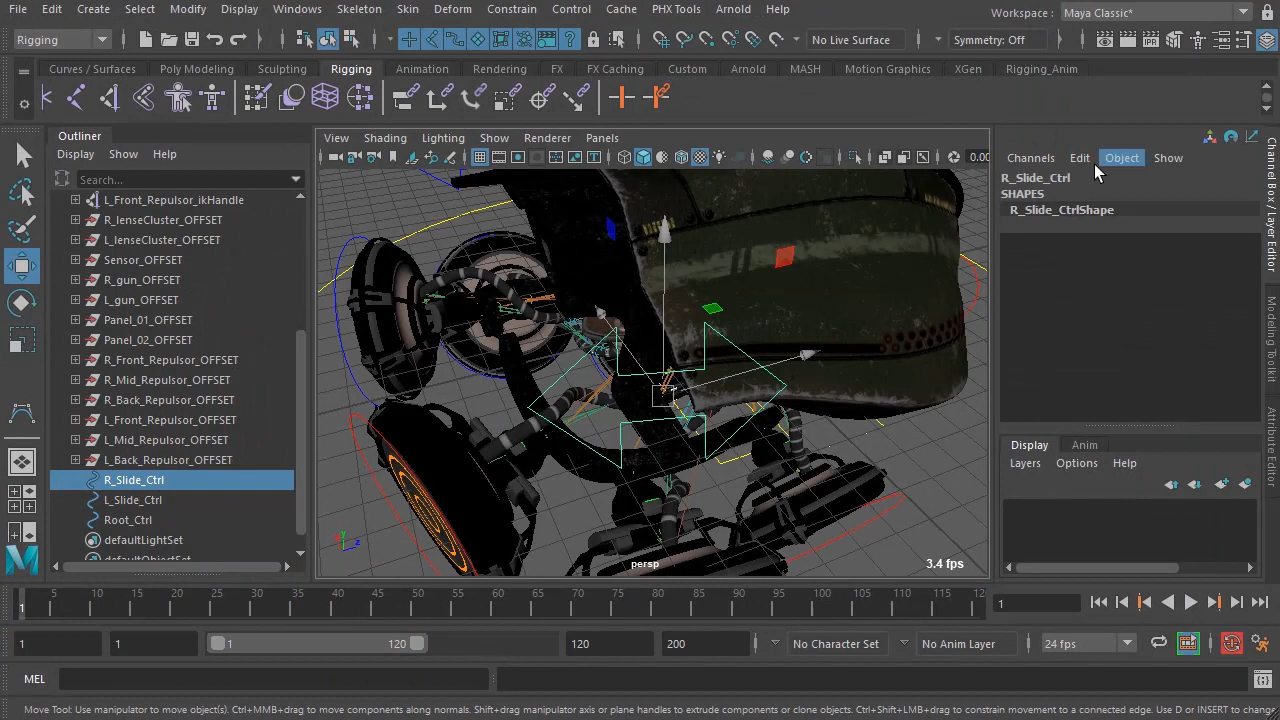 File Edit Create Select Modify Display Windows Skeleton Skin Deform Constrain Control Cache PHX Tools Arnold Help Workspace : Maya Classic*
Rigging No Live Surface Symmetry: Off
Curves / Surfaces Poly Modeling Sculpting Rigging Animation Rendering FX FX Caching Custom Arnold MASH Motion Graphics XGen Rigging_Anim
Outliner
Display Show Help
Search...
L_Front_Repulsor_ikHandle
R_lenseCluster_OFFSET
L_lenseCluster_OFFSET
Sensor_OFFSET
R_gun_OFFSET
L_gun_OFFSET
Panel_01_OFFSET
Panel_02_OFFSET
R_Front_Repulsor_OFFSET
R_Mid_Repulsor_OFFSET
R_Back_Repulsor_OFFSET
L_Front_Repulsor_OFFSET
L_Mid_Repulsor_OFFSET
L_Back_Repulsor_OFFSET
R_Slide_Ctrl
L_Slide_Ctrl
Root_Ctrl
defaultLightSet
defaultObjectSet
View Shading Lighting Show Renderer Panels
0.00
persp
3.4 fps
Channels Edit Object Show
R_Slide_Ctrl
SHAPES
R_Slide_CtrlShape
Display Anim
Layers Options Help
Channel Box / Layer Editor
Modeling Toolkit
Attribute Editor
1 5 10 15 20 25 30 35 40 45 50 55 60 65 70 75 80 85 90 95 100 105 110 115 120
1
1 1 1 120 120 200 No Character Set No Anim Layer 24 fps
MEL
Move Tool: Use manipulator to move object(s). Ctrl+MMB+drag to move components along normals. Shift+drag manipulator axis or plane handles to extrude components or clone objects. Ctrl+Shift+LMB+drag to constrain movement to a connected edge. Use D or INSERT to change